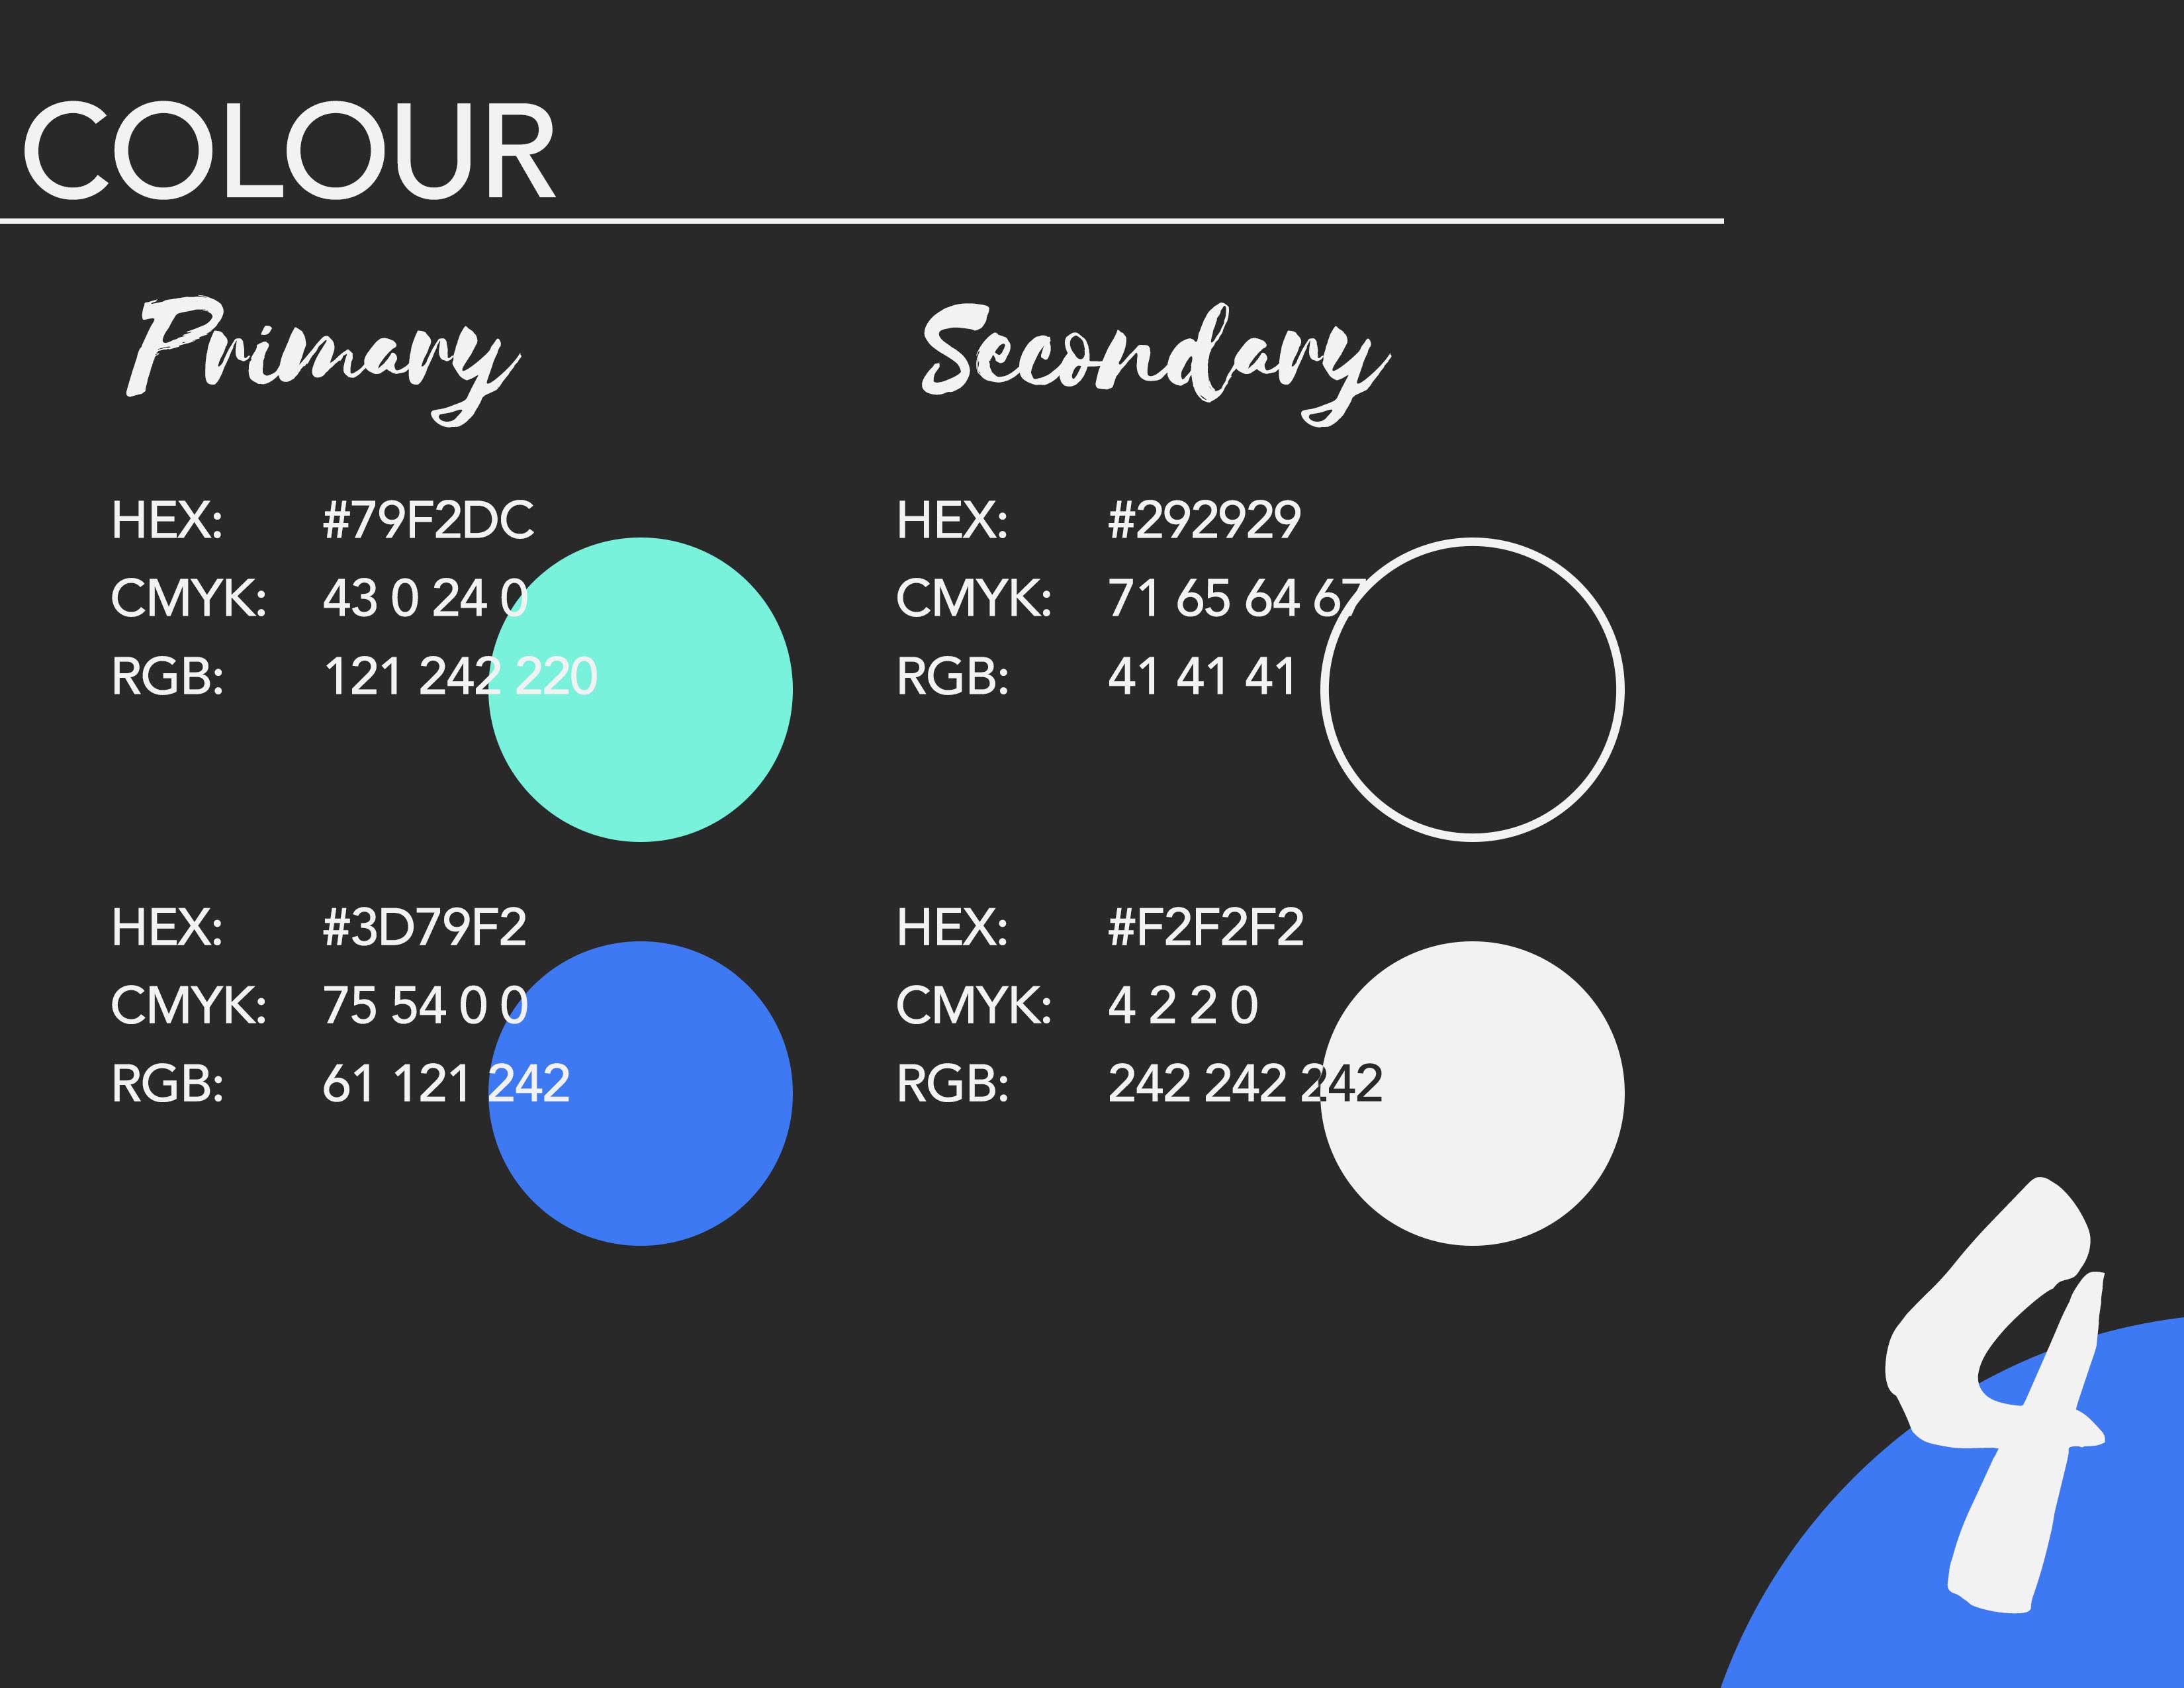 COLOUR
Primary
HEX: #79F2DC
CMYK: 43 0 24 0
RGB: 121 242 220
HEX: #3D79F2
CMYK: 75 54 0 0
RGB: 61 121 242
Secondary
HEX: #292929
CMYK: 71 65 64 67
RGB: 41 41 41
HEX: #F2F2F2
CMYK: 4 2 2 0
RGB: 242 242 242
4